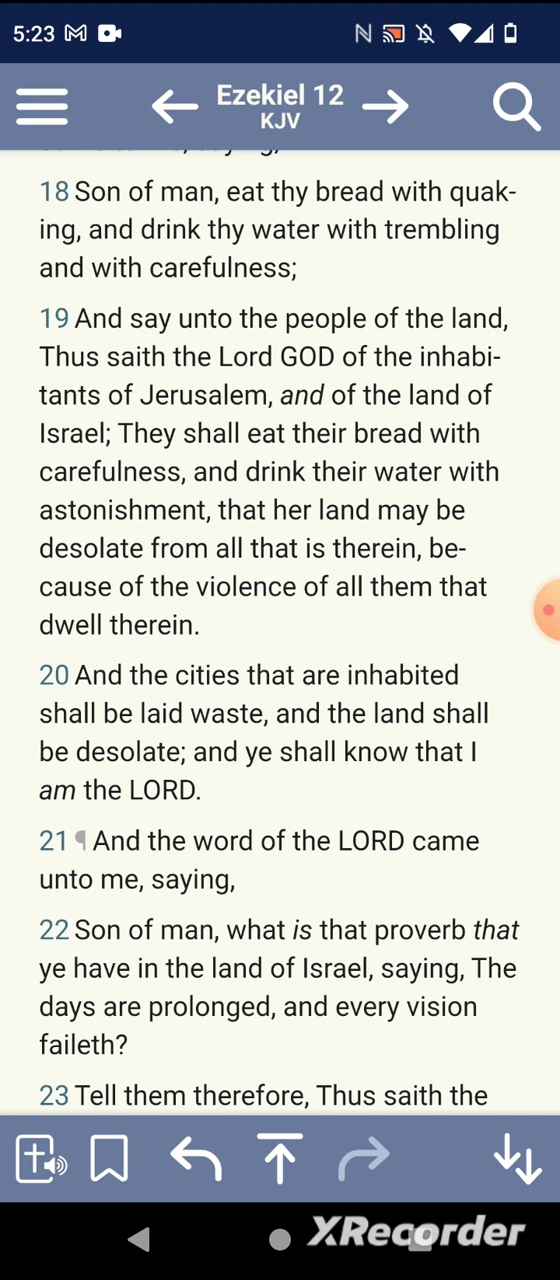 5:23
Ezekiel 12
KJV
18 Son of man, eat thy bread with quak-
ing, and drink thy water with trembling
and with carefulness;
19 And say unto the people of the land,
Thus saith the Lord GOD of the inhabi-
tants of Jerusalem, and of the land of
Israel; They shall eat their bread with
carefulness, and drink their water with
astonishment, that her land may be
desolate from all that is therein, be-
cause of the violence of all them that
dwell therein.
20 And the cities that are inhabited
shall be laid waste, and the land shall
be desolate; and ye shall know that I
am the LORD.
21 ¶ And the word of the LORD came
unto me, saying,
22 Son of man, what is that proverb that
ye have in the land of Israel, saying, The
days are prolonged, and every vision
faileth?
23 Tell them therefore, Thus saith the
XRecorder